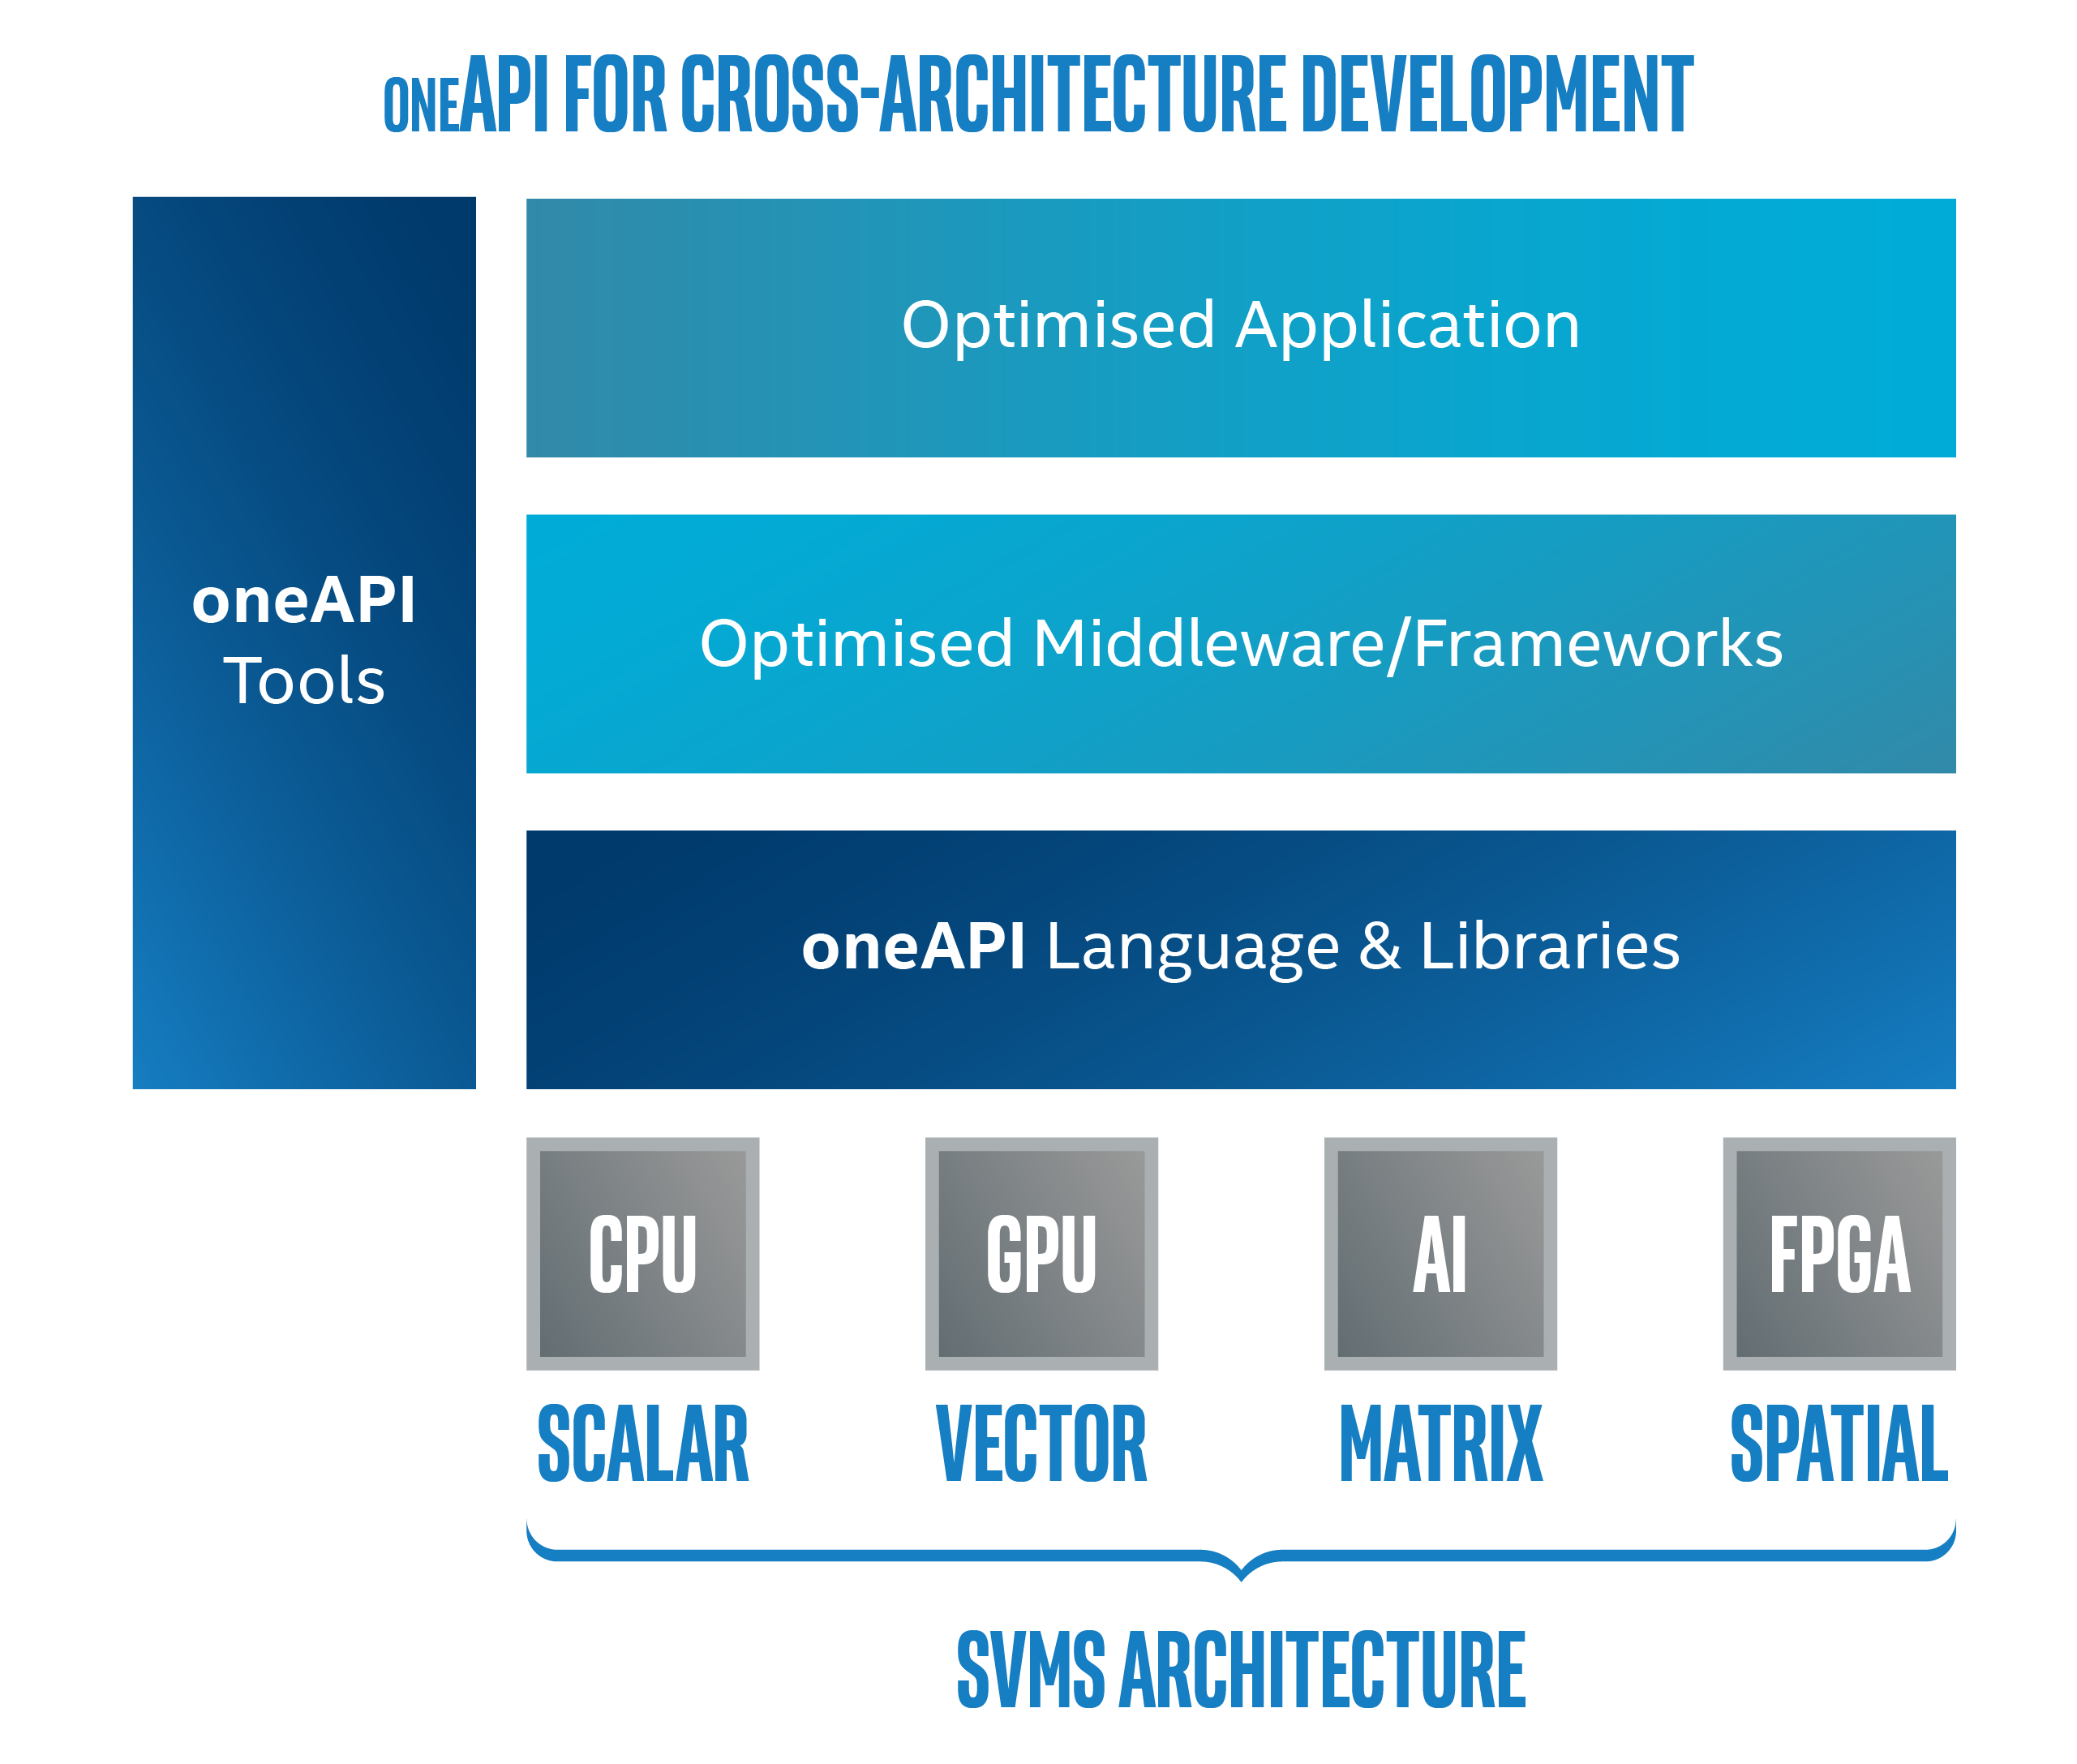 ONEAPI FOR CROSS-ARCHITECTURE DEVELOPMENT
oneAPI
Tools
Optimised Application
Optimised Middleware/Frameworks
oneAPI Language & Libraries
CPU
GPU
AI
FPGA
SCALAR
VECTOR
MATRIX
SPATIAL
SVMS ARCHITECTURE